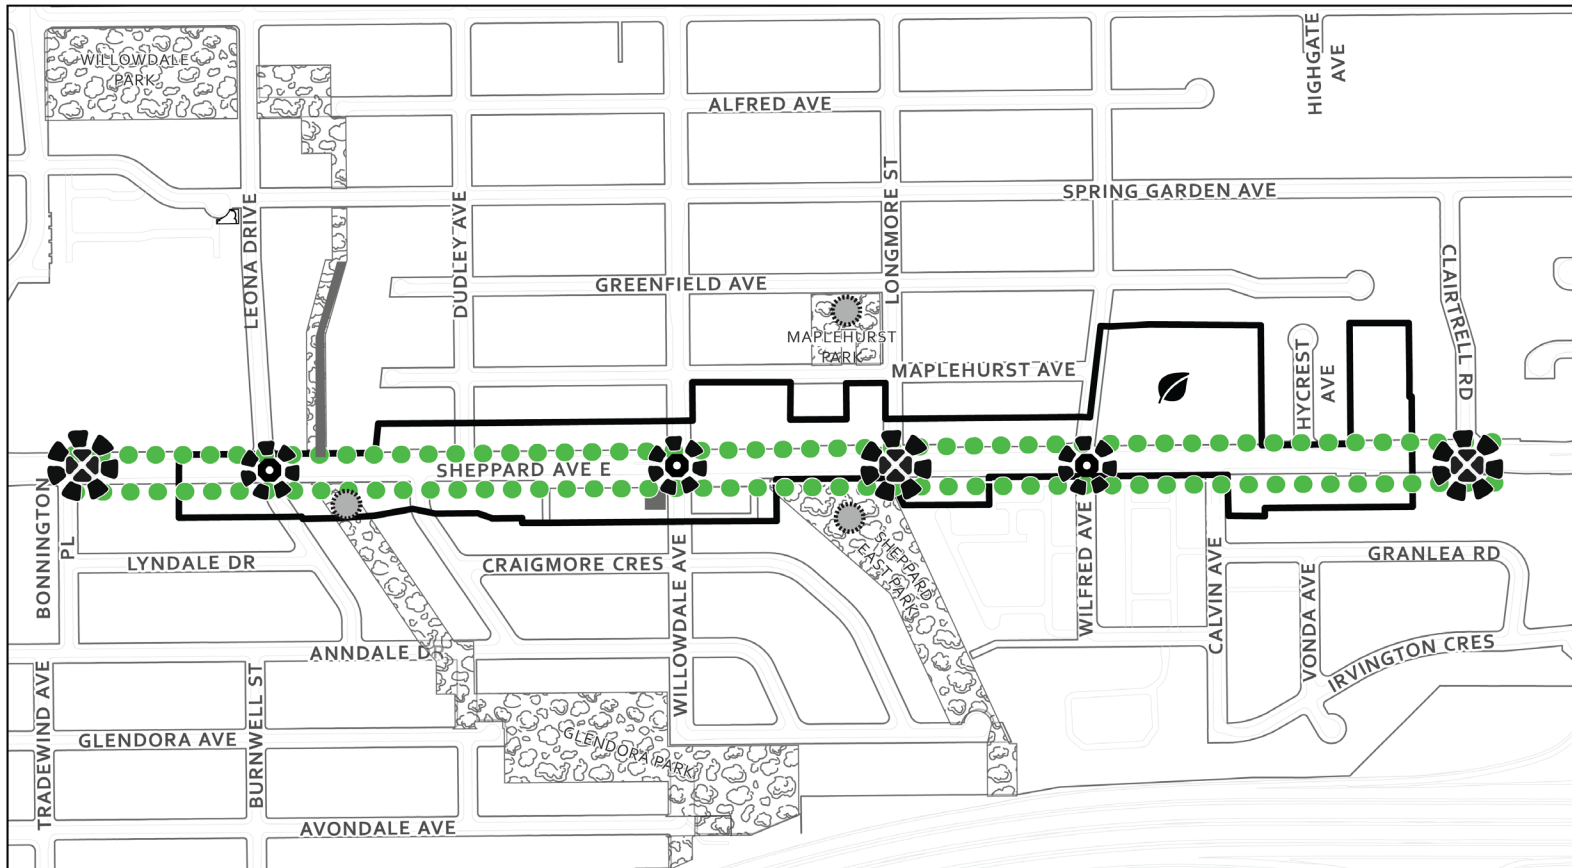 WILLOWDALE
PARK
ALFRED AVE
HIGHGATE
AVE
SPRING GARDEN AVE
LEONA DRIVE
DUDLEY AVE
LONGMORE ST
GREENFIELD AVE
CLAIRTRELL RD
MAPLEHURST
PARK
MAPLEHURST AVE
HYCREST
AVE
SHEPPARD AVE E
BONNINGTON
PL
LYNDALE DR
CRAIGMORE CRES
WILLOWDALE AVE
SHEPPARD
EAST PARK
WILFRED AVE
CALVIN AVE
GRANLEA RD
VONDA AVE
IRVINGTON CRES
ANNDALE DR
TRADEWIND AVE
BURNWELL ST
GLENDORA AVE
GLENDORA PARK
AVONDALE AVE